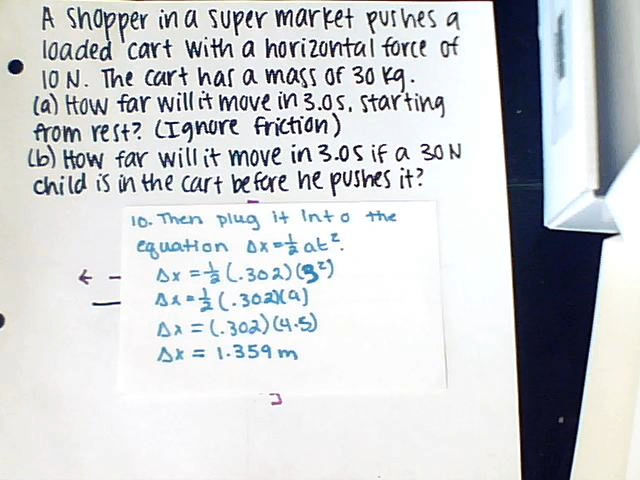 A Shopper in a super market pushes a
loaded cart with a horizontal force of
10 N. The cart has a mass of 30 kg.
(a) How far will it move in 3.0s, starting
from rest? (Ignore friction)
(b) How far will it move in 3.0s if a 30N
child is in the cart before he pushes it?
10. Then plug it into the
equation Δx=½at².
Δx = ½(.302)(3²)
Δx = ½(.302)(9)
Δx = (.302)(4.5)
Δx = 1.359 m